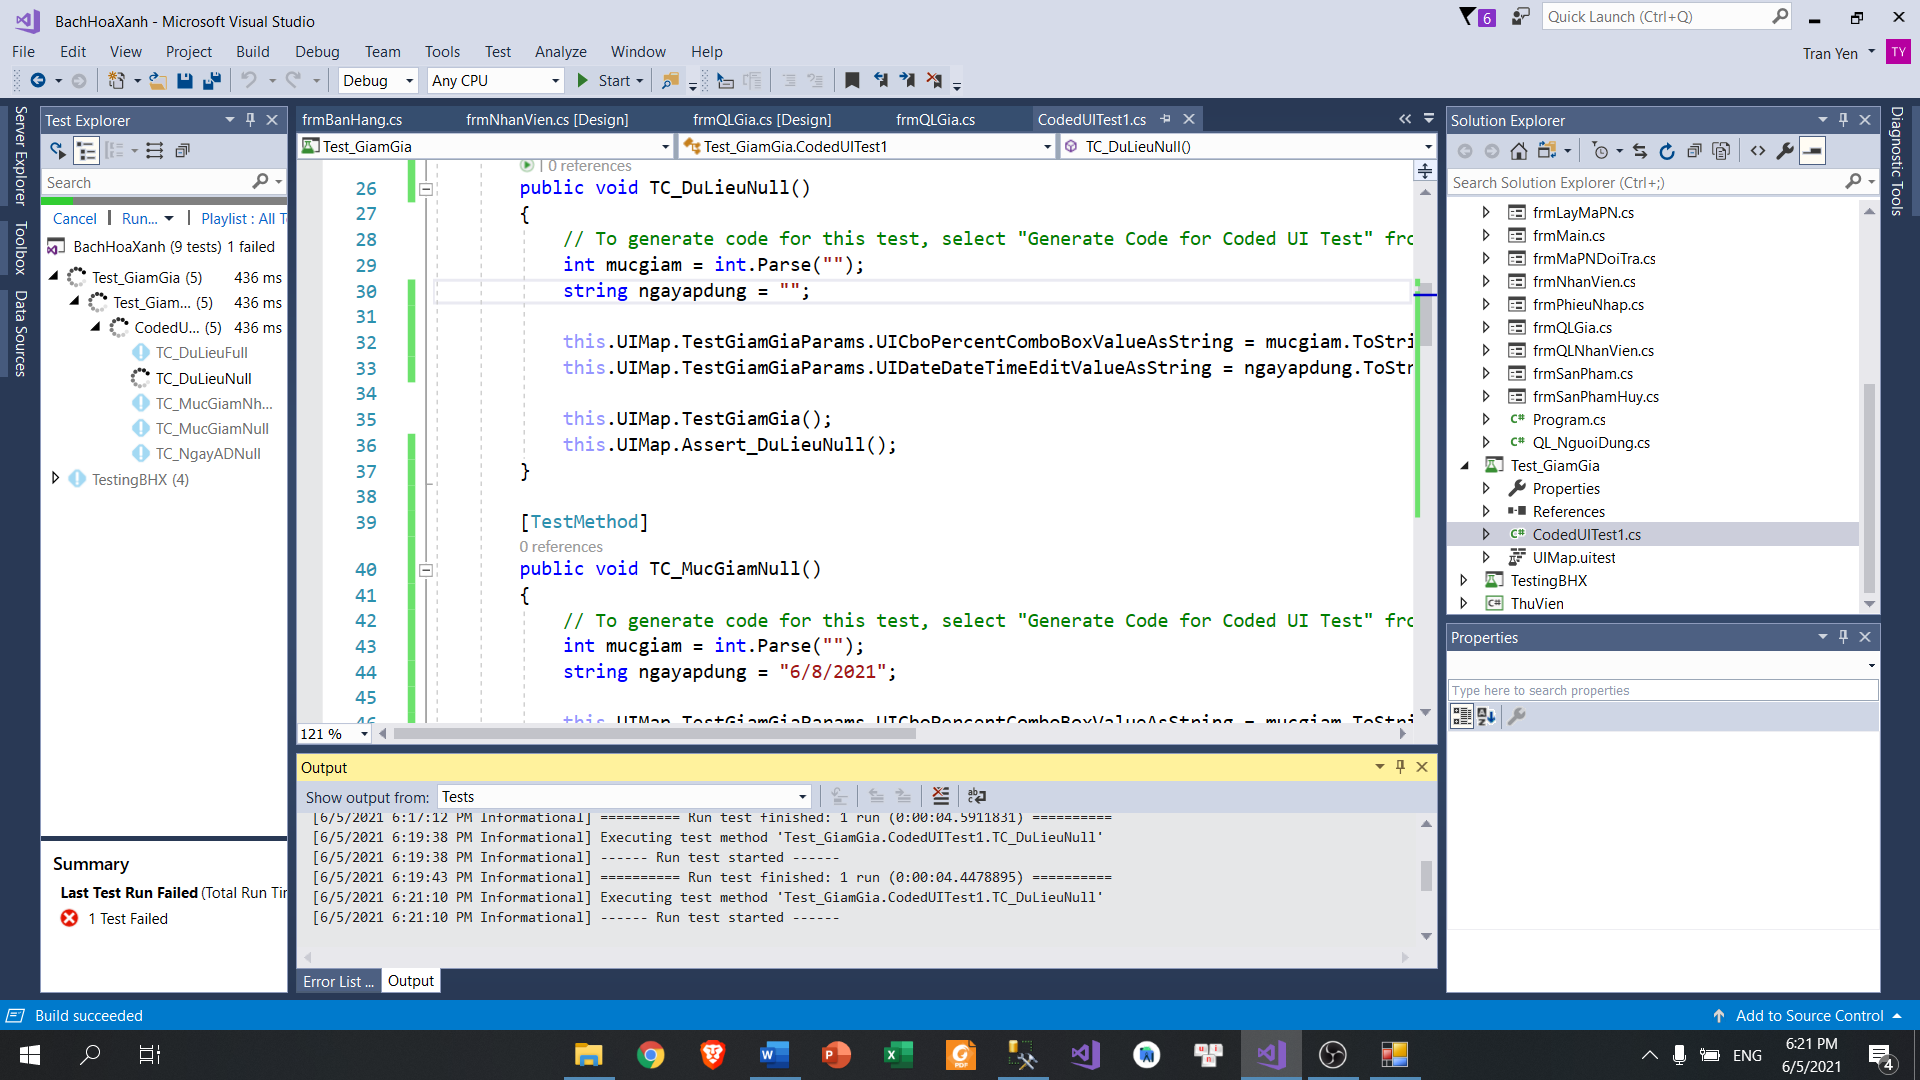 BachHoaXanh - Microsoft Visual Studio
6
Quick Launch (Ctrl+Q)
File Edit View Project Build Debug Team Tools Test Analyze Window Help
Tran Yen
TY
Debug
Any CPU
Start
Server Explorer
Toolbox
Data Sources
Test Explorer
Search
Cancel | Run... | Playlist : All T
BachHoaXanh (9 tests) 1 failed
Test_GiamGia (5) 436 ms
Test_Giam... (5) 436 ms
CodedU... (5) 436 ms
TC_DuLieuFull
TC_DuLieuNull
TC_MucGiamNh...
TC_MucGiamNull
TC_NgayADNull
TestingBHX (4)
Summary
Last Test Run Failed (Total Run Tir
1 Test Failed
frmBanHang.cs
frmNhanVien.cs [Design]
frmQLGia.cs [Design]
frmQLGia.cs
CodedUITest1.cs
Test_GiamGia
Test_GiamGia.CodedUITest1
TC_DuLieuNull()
| 0 references
26 public void TC_DuLieuNull()
27 {
28 // To generate code for this test, select "Generate Code for Coded UI Test" fro
29 int mucgiam = int.Parse("");
30 string ngayapdung = "";
31
32 this.UIMap.TestGiamGiaParams.UICboPercentComboBoxValueAsString = mucgiam.ToStri
33 this.UIMap.TestGiamGiaParams.UIDateDateTimeEditValueAsString = ngayapdung.ToStr
34
35 this.UIMap.TestGiamGia();
36 this.UIMap.Assert_DuLieuNull();
37 }
38
39 [TestMethod]
0 references
40 public void TC_MucGiamNull()
41 {
42 // To generate code for this test, select "Generate Code for Coded UI Test" fro
43 int mucgiam = int.Parse("");
44 string ngayapdung = "6/8/2021";
45
46 this.UIMap.TestGiamGiaParams.UICboPercentComboBoxValueAsString = mucgiam.ToStri
121 %
Output
Show output from: Tests
[6/5/2021 6:17:12 PM Informational] ========== Run test finished: 1 run (0:00:04.5911831) ==========
[6/5/2021 6:19:38 PM Informational] Executing test method 'Test_GiamGia.CodedUITest1.TC_DuLieuNull'
[6/5/2021 6:19:38 PM Informational] ------ Run test started ------
[6/5/2021 6:19:43 PM Informational] ========== Run test finished: 1 run (0:00:04.4478895) ==========
[6/5/2021 6:21:10 PM Informational] Executing test method 'Test_GiamGia.CodedUITest1.TC_DuLieuNull'
[6/5/2021 6:21:10 PM Informational] ------ Run test started ------
Error List ...
Output
Solution Explorer
Search Solution Explorer (Ctrl+;)
frmLayMaPN.cs
frmMain.cs
frmMaPNDoiTra.cs
frmNhanVien.cs
frmPhieuNhap.cs
frmQLGia.cs
frmQLNhanVien.cs
frmSanPham.cs
frmSanPhamHuy.cs
C# Program.cs
C# QL_NguoiDung.cs
Test_GiamGia
Properties
References
C# CodedUITest1.cs
UIMap.uitest
TestingBHX
C# ThuVien
Properties
Type here to search properties
Diagnostic Tools
Build succeeded
Add to Source Control
ENG
6:21 PM
6/5/2021
4